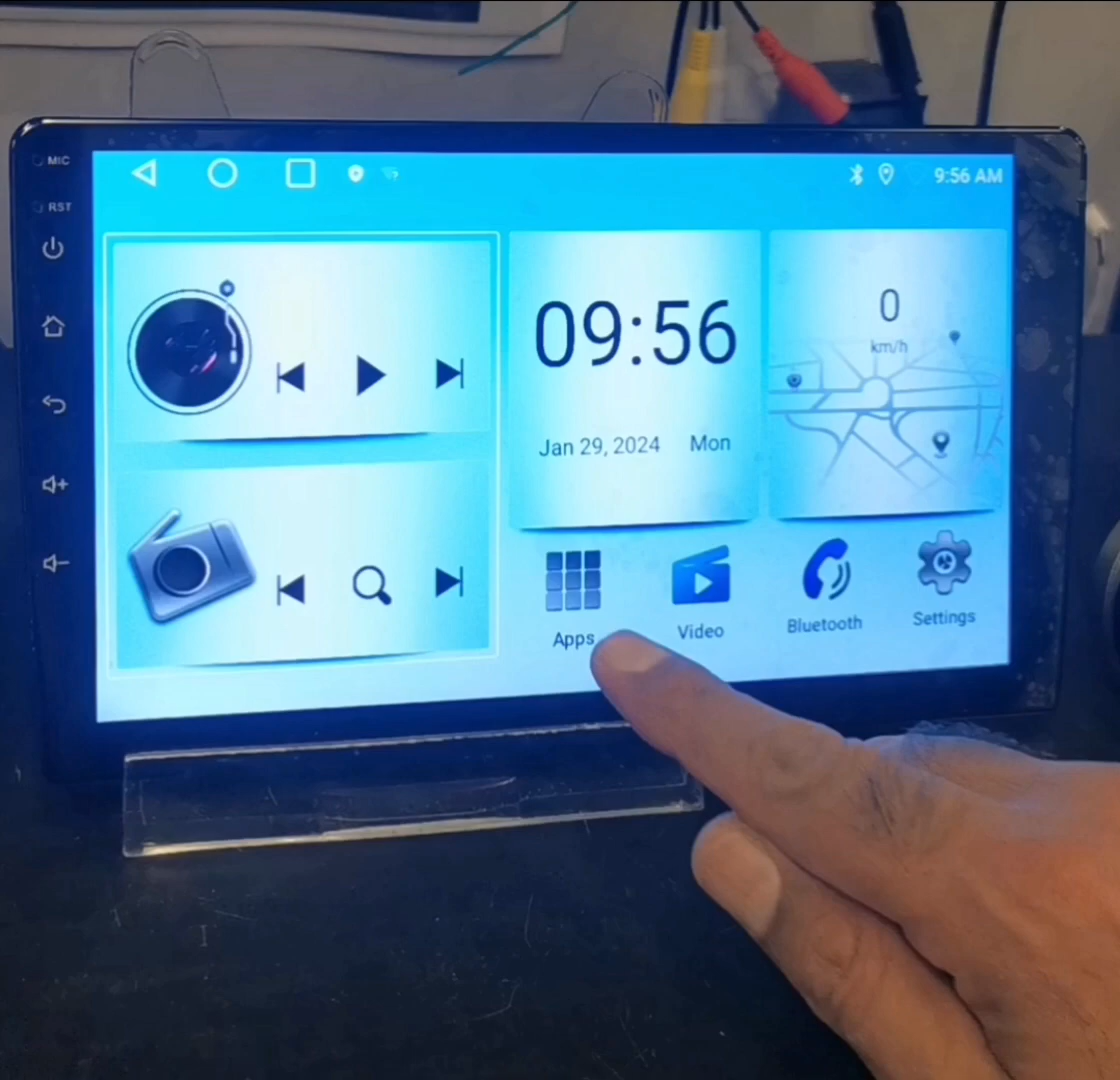 MIC
RST
9:56 AM
09:56
Jan 29, 2024 Mon
0
km/h
Apps
Video
Bluetooth
Settings